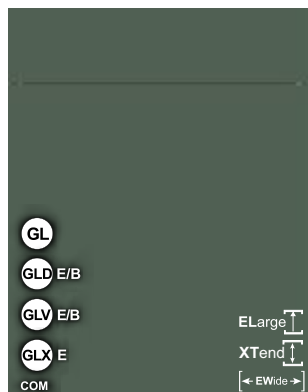 GL
GLD E/B
GLV E/B
ELarge
GLX E
XTend
COM
EWide